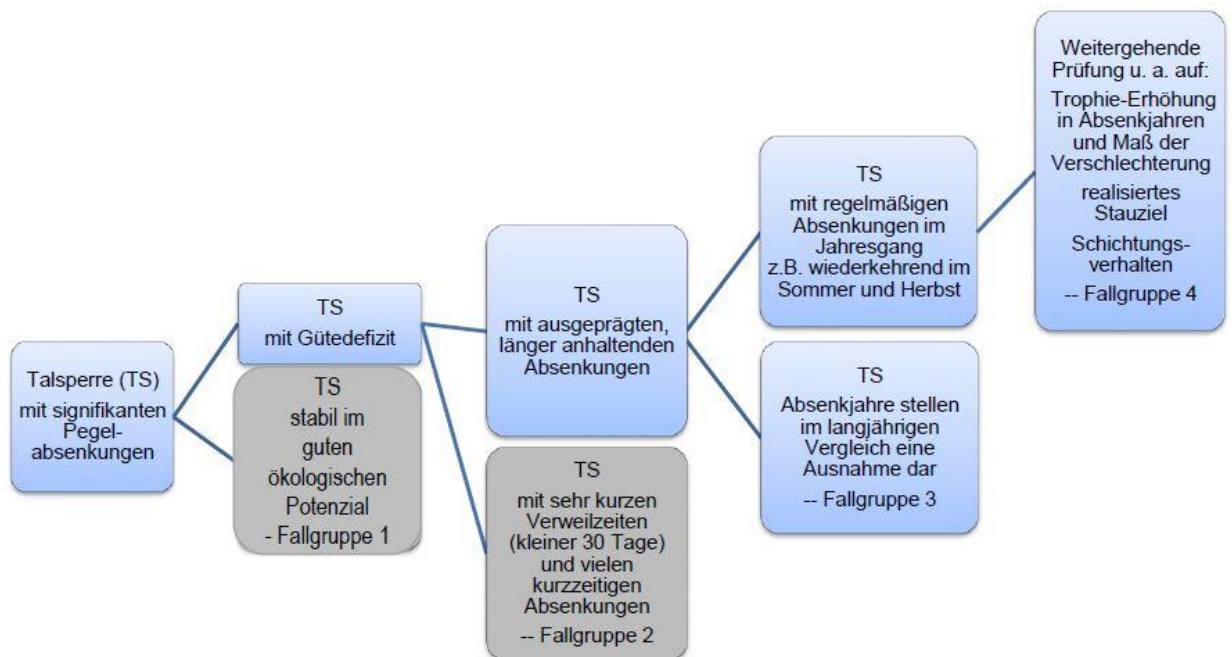 Talsperre (TS)
mit signifikanten
Pegel-
absenkungen
TS
mit Gütedefizit
TS
stabil im
guten
ökologischen
Potenzial
- Fallgruppe 1
TS
mit ausgeprägten,
länger anhaltenden
Absenkungen
TS
mit sehr kurzen
Verweilzeiten
(kleiner 30 Tage)
und vielen
kurzzeitigen
Absenkungen
-- Fallgruppe 2
TS
mit regelmäßigen
Absenkungen im
Jahresgang
z.B. wiederkehrend im
Sommer und Herbst
TS
Absenkjahre stellen
im langjährigen
Vergleich eine
Ausnahme dar
-- Fallgruppe 3
Weitergehende
Prüfung u. a. auf:
Trophie-Erhöhung
in Absenkjahren
und Maß der
Verschlechterung
realisiertes
Stauziel
Schichtungs-
verhalten
-- Fallgruppe 4